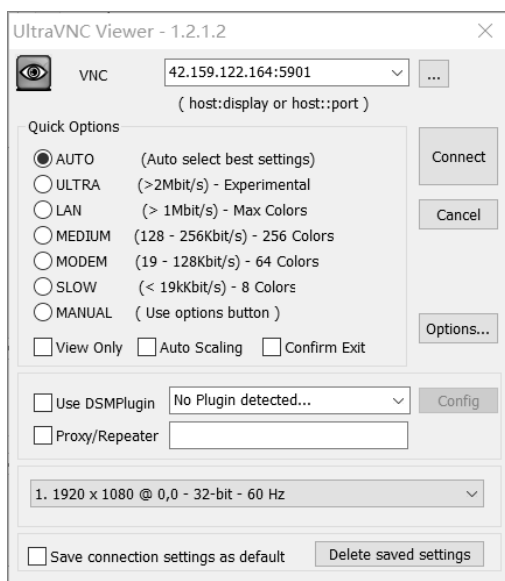 UltraVNC Viewer - 1.2.1.2
VNC 42.159.122.164:5901 ...
( host:display or host::port )
Quick Options
AUTO (Auto select best settings)
Connect
ULTRA (>2Mbit/s) - Experimental
LAN (> 1Mbit/s) - Max Colors
Cancel
MEDIUM (128 - 256Kbit/s) - 256 Colors
MODEM (19 - 128Kbit/s) - 64 Colors
SLOW (< 19kKbit/s) - 8 Colors
MANUAL ( Use options button )
Options...
View Only Auto Scaling Confirm Exit
Use DSMPlugin No Plugin detected... Config
Proxy/Repeater
1. 1920 x 1080 @ 0,0 - 32-bit - 60 Hz
Save connection settings as default Delete saved settings